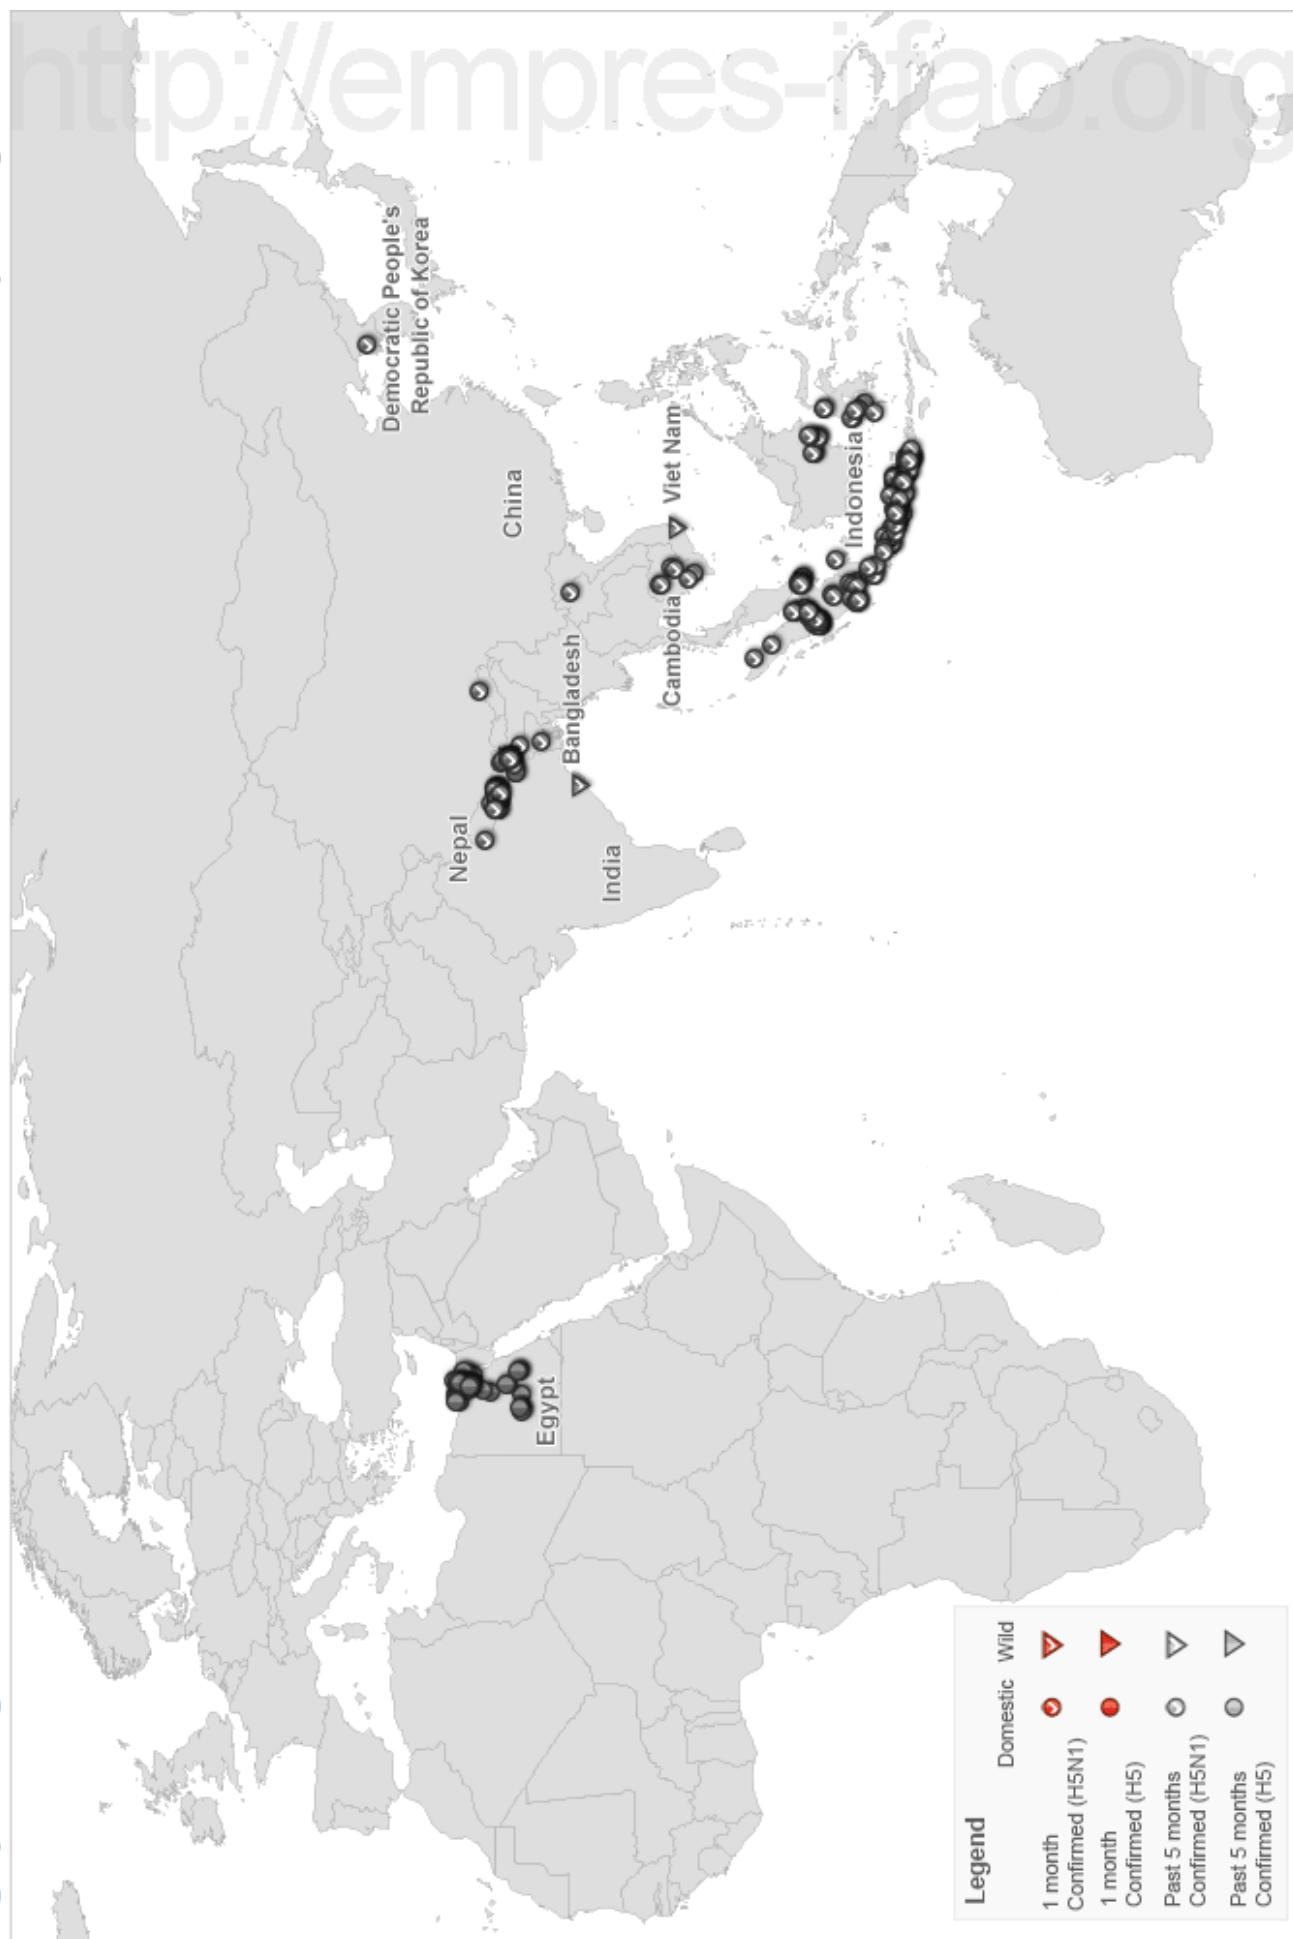 http://empres-i.fao.org
Democratic People's
Republic of Korea
China
Nepal
Bangladesh
India
Viet Nam
Cambodia
Indonesia
Egypt
Legend
Domestic Wild
1 month
Confirmed (H5N1)
1 month
Confirmed (H5)
Past 5 months
Confirmed (H5N1)
Past 5 months
Confirmed (H5)